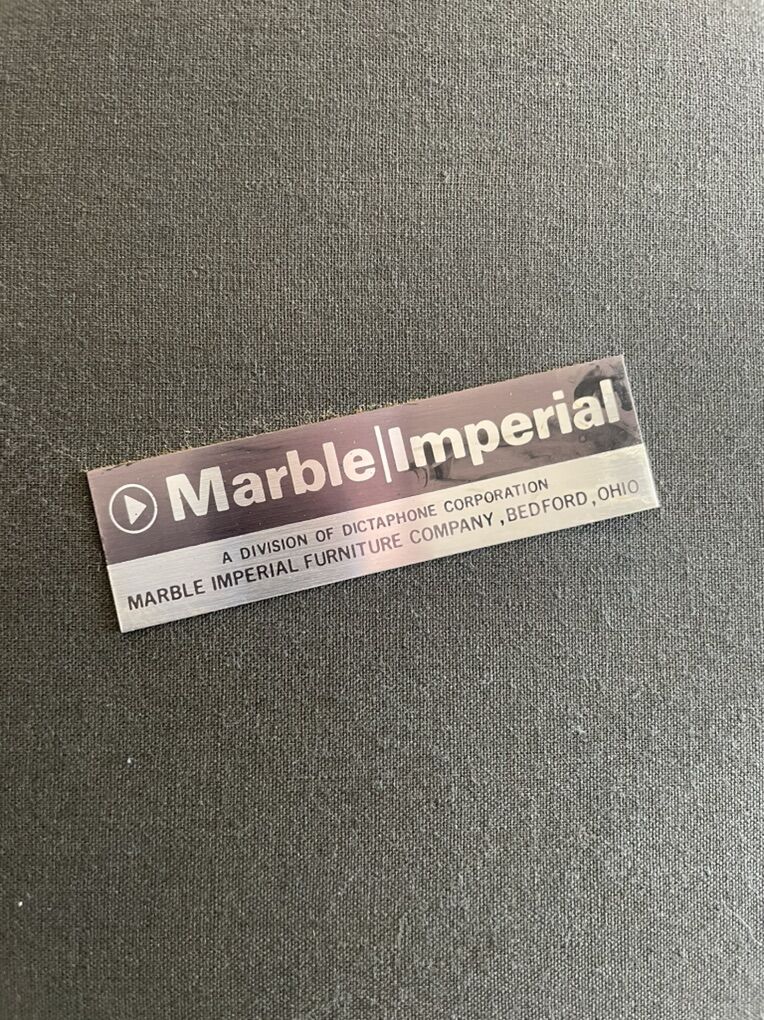 Marble|Imperial
A DIVISION OF DICTAPHONE CORPORATION
MARBLE IMPERIAL FURNITURE COMPANY, BEDFORD, OHIO